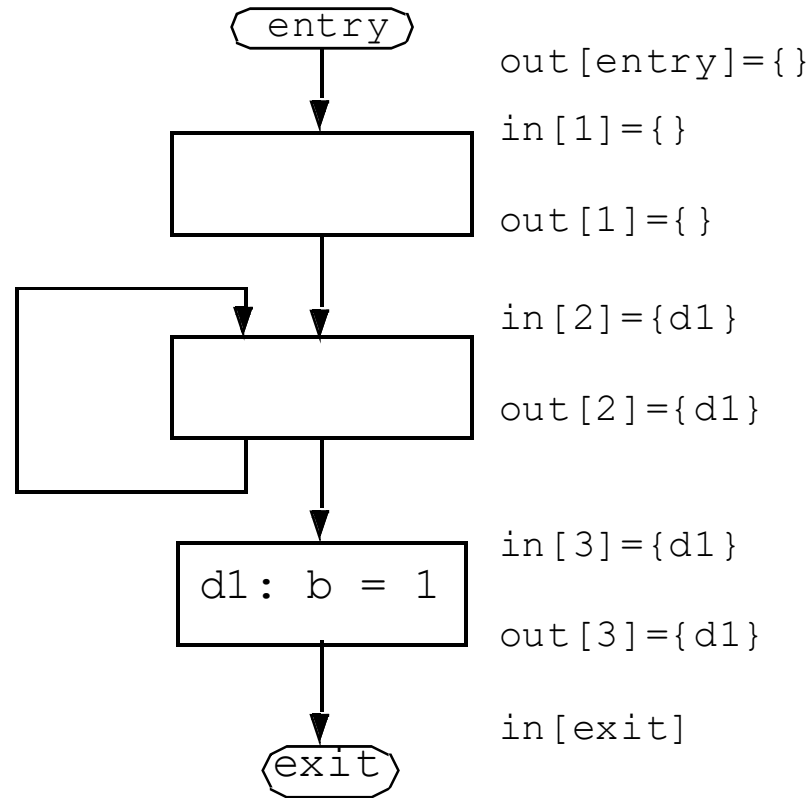 entry
out[entry]={}
in[1]={}
out[1]={}
in[2]={d1}
out[2]={d1}
in[3]={d1}
d1: b = 1
out[3]={d1}
in[exit]
exit